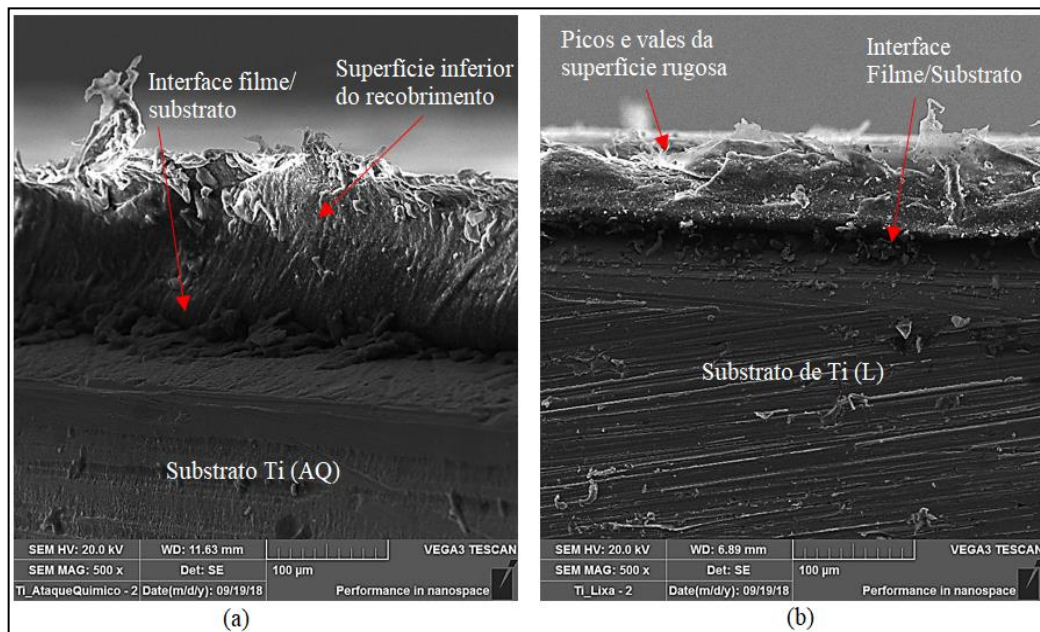 Interface filme/
substrato
Superfície inferior
do recobrimento
Substrato Ti (AQ)
SEM HV: 20.0 kV
WD: 11.63 mm
VEGA3 TESCAN
SEM MAG: 500 x
Det: SE
100 µm
Ti_AtaqueQuimico - 2
Date(m/d/y): 09/19/18
Performance in nanospace
(a)
Picos e vales da
superfície rugosa
Interface
Filme/Substrato
Substrato de Ti (L)
SEM HV: 20.0 kV
WD: 6.89 mm
VEGA3 TESCAN
SEM MAG: 500 x
Det: SE
100 µm
Ti_Lixa - 2
Date(m/d/y): 09/19/18
Performance in nanospace
(b)